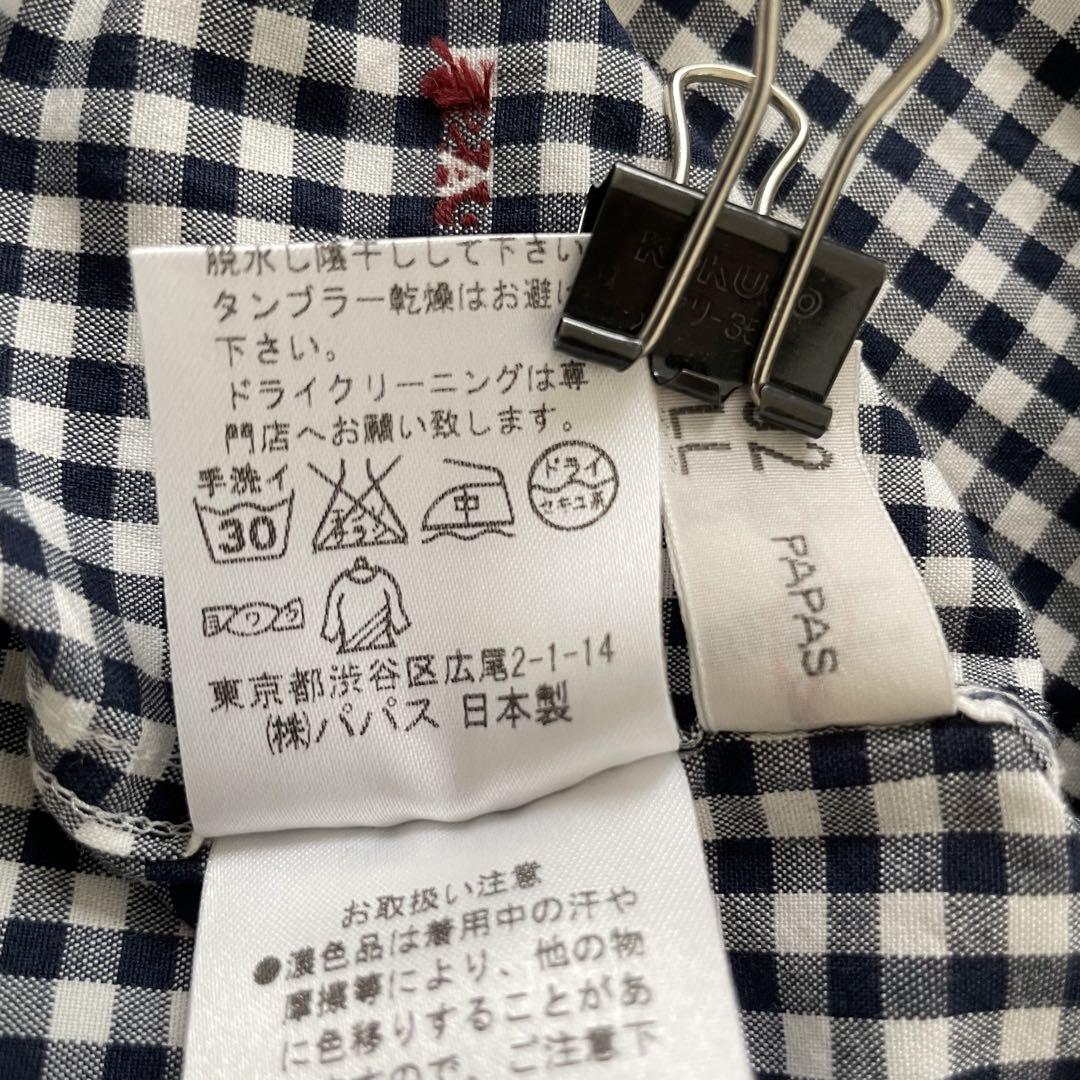 脱水し陰干しして下さい
タンブラー乾燥はお避け
下さい。
ドライクリーニングは専
門店へお願い致します。
手洗イ
30
中
ドライ
セキユ系
東京都渋谷区広尾2-1-14
(株)パパス 日本製
お取扱い注意
●濃色品は着用中の汗や
摩擦等により、他の物
に色移りすることがあ
ますので、ご注意下
LL
PAPAS